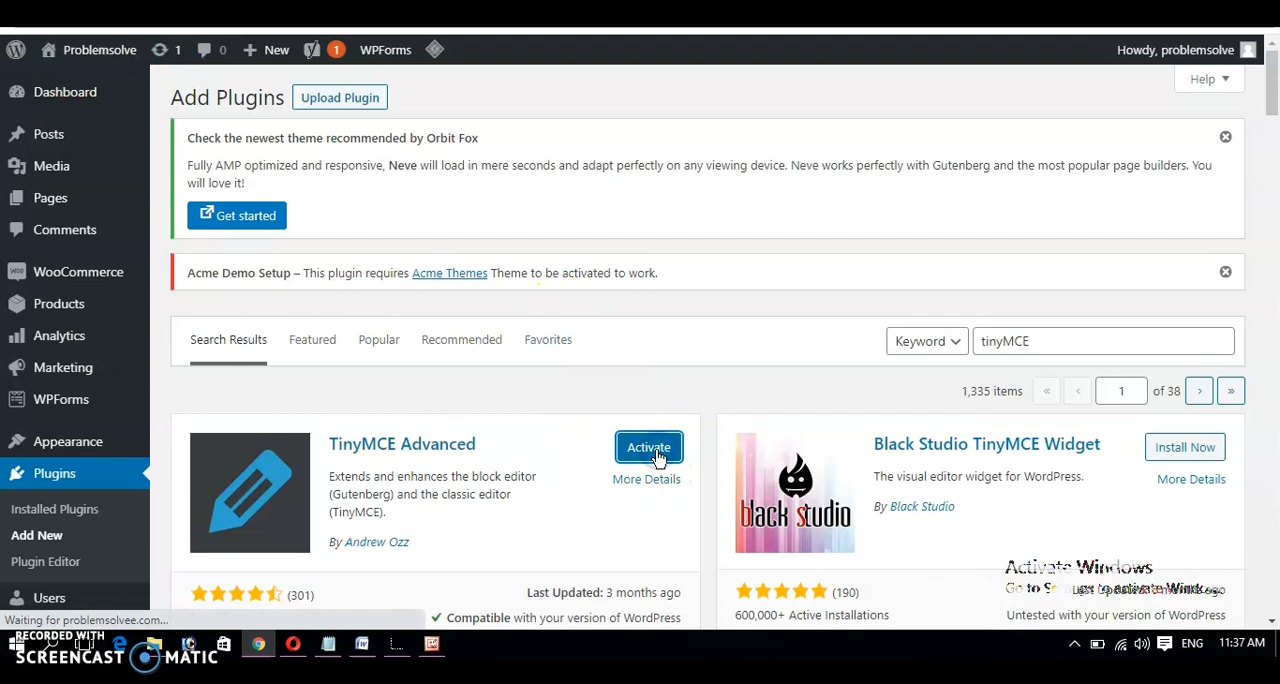 Problemsolve 1 0 New 1 WPForms Howdy, problemsolve
Help
Dashboard
Posts
Media
Pages
Comments
WooCommerce
Products
Analytics
Marketing
WPForms
Appearance
Plugins
Installed Plugins
Add New
Plugin Editor
Users
Add Plugins Upload Plugin
Check the newest theme recommended by Orbit Fox
Fully AMP optimized and responsive, Neve will load in mere seconds and adapt perfectly on any viewing device. Neve works perfectly with Gutenberg and the most popular page builders. You
will love it!
Get started
Acme Demo Setup – This plugin requires Acme Themes Theme to be activated to work.
Search Results Featured Popular Recommended Favorites Keyword tinyMCE
1,335 items « ‹ 1 of 38 › »
TinyMCE Advanced
Activate
More Details
Extends and enhances the block editor
(Gutenberg) and the classic editor
(TinyMCE).
By Andrew Ozz
(301)
Last Updated: 3 months ago
Compatible with your version of WordPress
black studio
Black Studio TinyMCE Widget
Install Now
More Details
The visual editor widget for WordPress.
By Black Studio
(190)
600,000+ Active Installations
Untested with your version of WordPress
Activate Windows
Go to to activate
Waiting for problemsolvee.com...
RECORDED WITH
SCREENCAST MATIC
ENG 11:37 AM